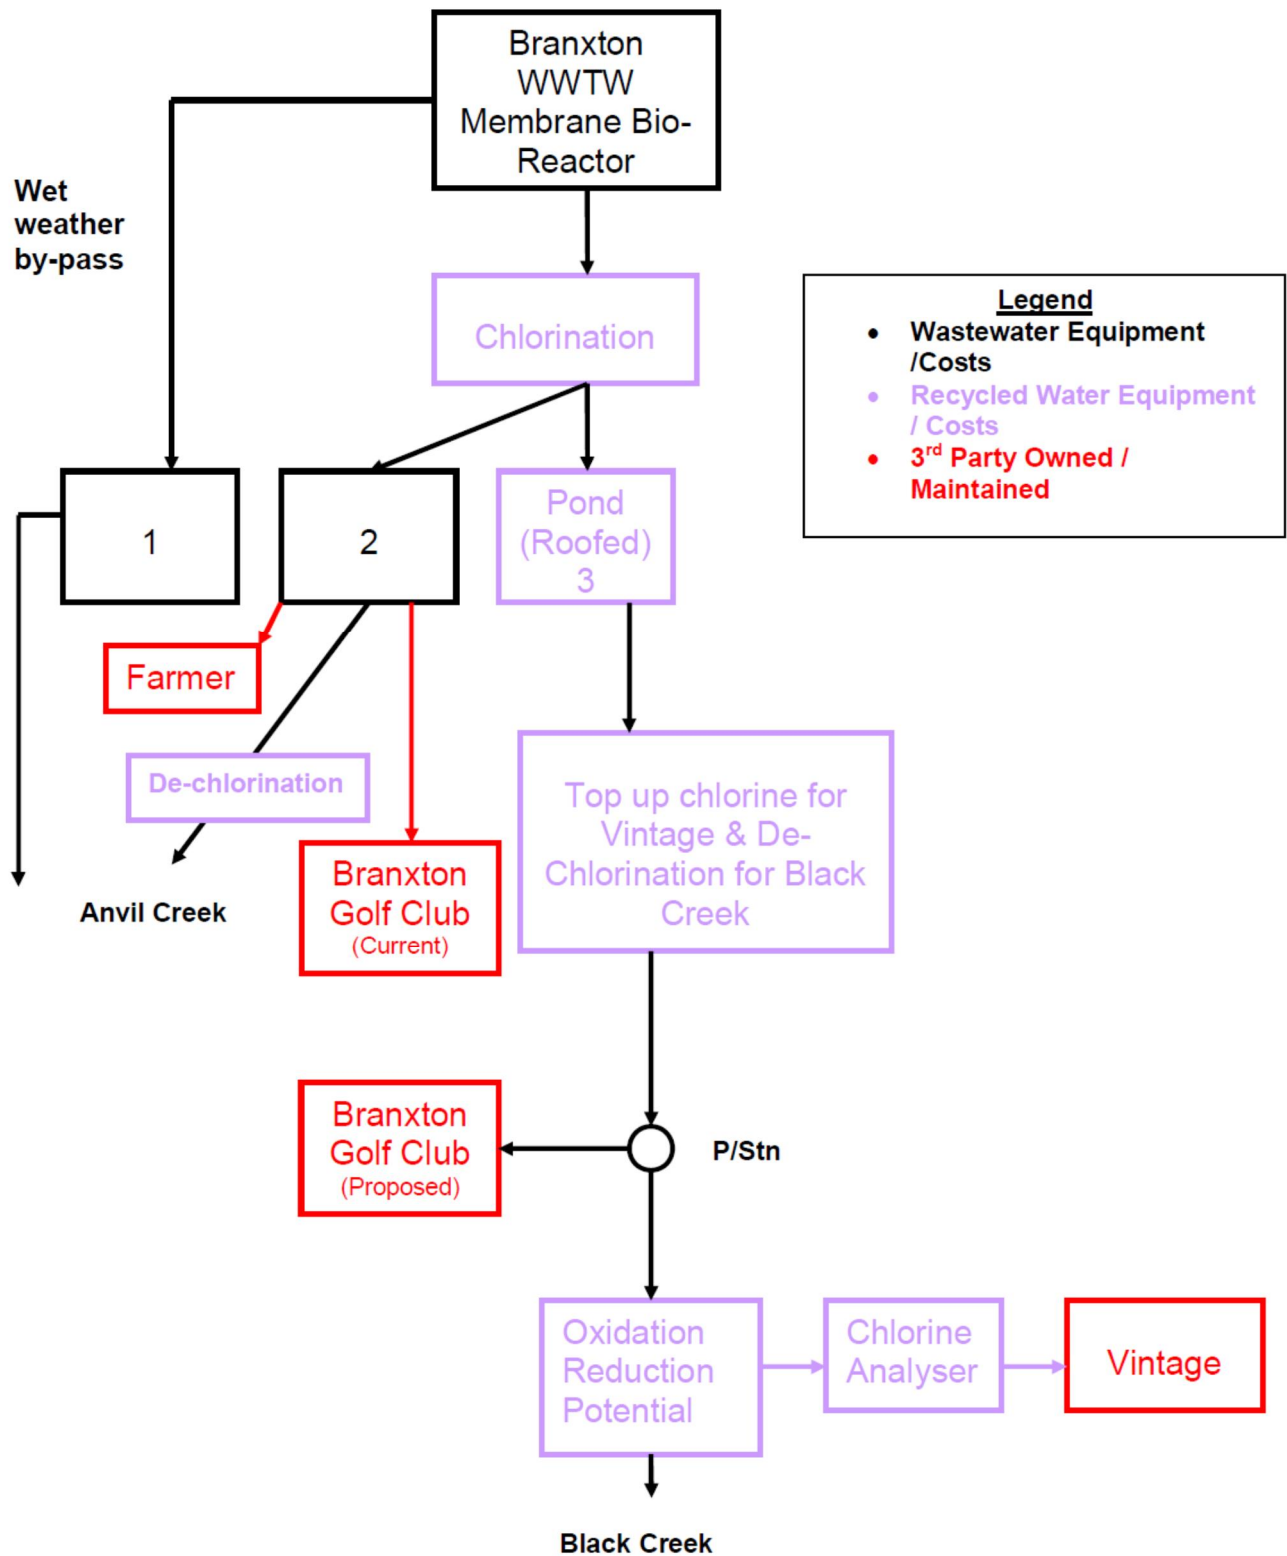 Branxton
WWTW
Membrane Bio-
Reactor
Wet
weather
by-pass
Chlorination
Legend
• Wastewater Equipment
/Costs
• Recycled Water Equipment
/ Costs
• 3rd Party Owned /
Maintained
1
2
Pond
(Roofed)
3
Farmer
De-chlorination
Top up chlorine for
Vintage & De-
Chlorination for Black
Creek
Branxton
Golf Club
(Current)
Anvil Creek
Branxton
Golf Club
(Proposed)
P/Stn
Oxidation
Reduction
Potential
Chlorine
Analyser
Vintage
Black Creek